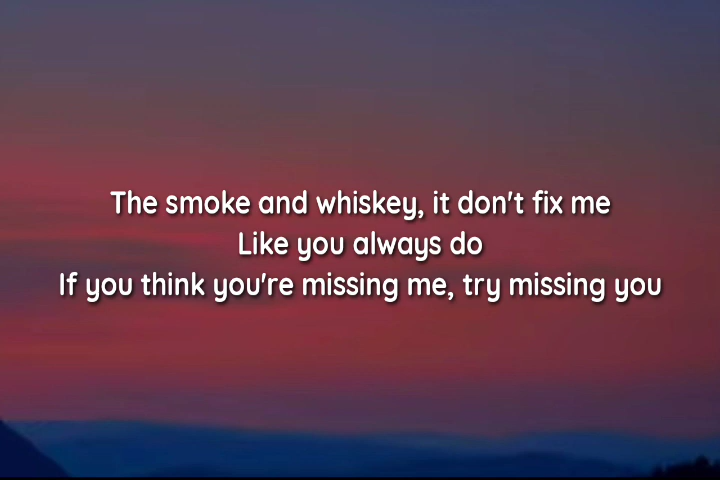 The smoke and whiskey, it don't fix me
Like you always do
If you think you're missing me, try missing you